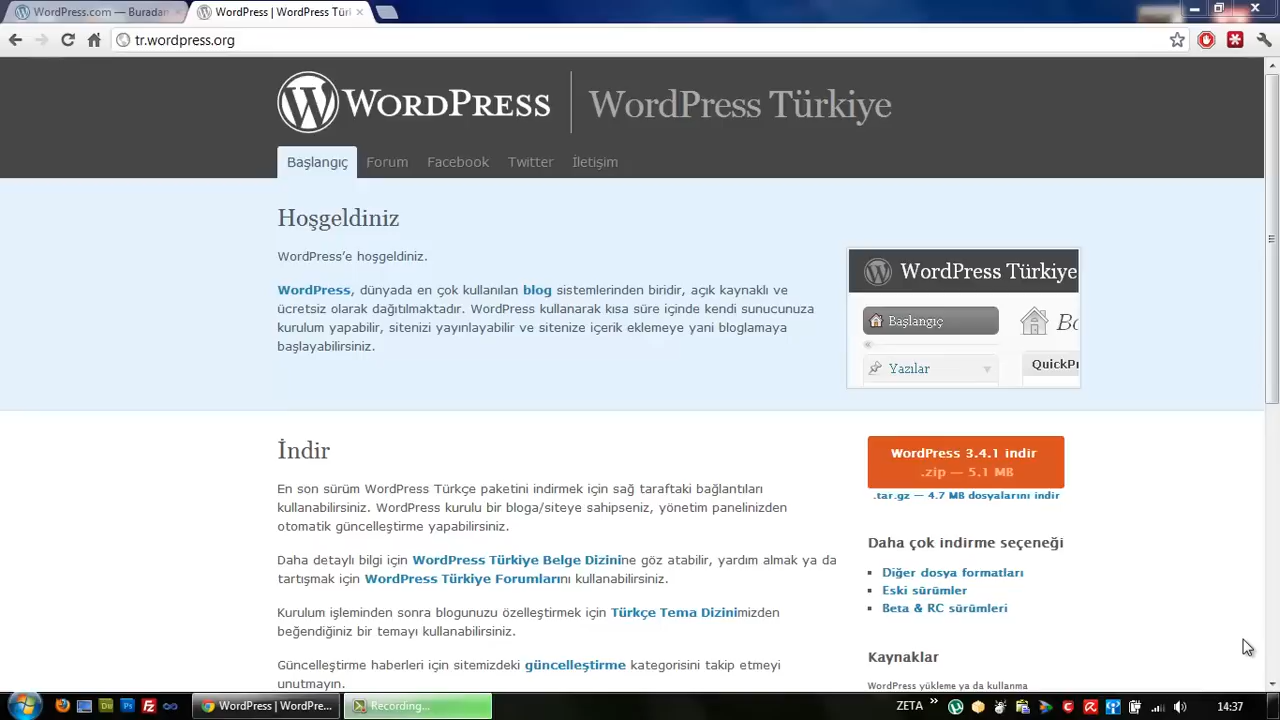 WordPress.com — Buradan
WordPress | WordPress Türl
tr.wordpress.org
WORDPRESS
WordPress Türkiye
Başlangıç Forum Facebook Twitter İletişim
Hoşgeldiniz
WordPress'e hoşgeldiniz.
WordPress, dünyada en çok kullanılan blog sistemlerinden biridir, açık kaynaklı ve
ücretsiz olarak dağıtılmaktadır. WordPress kullanarak kısa süre içinde kendi sunucunuza
kurulum yapabilir, sitenizi yayınlayabilir ve sitenize içerik eklemeye yani bloglamaya
başlayabilirsiniz.
WordPress Türkiye
Başlangıç
Yazılar
QuickPr
İndir
En son sürüm WordPress Türkçe paketini indirmek için sağ taraftaki bağlantıları
kullanabilirsiniz. WordPress kurulu bir bloga/siteye sahipseniz, yönetim panelinizden
otomatik güncelleştirme yapabilirsiniz.
Daha detaylı bilgi için WordPress Türkiye Belge Dizinine göz atabilir, yardım almak ya da
tartışmak için WordPress Türkiye Forumlarını kullanabilirsiniz.
Kurulum işleminden sonra blogunuzu özelleştirmek için Türkçe Tema Dizinimizden
beğendiğiniz bir temayı kullanabilirsiniz.
Güncelleştirme haberleri için sitemizdeki güncelleştirme kategorisini takip etmeyi
unutmayın.
WordPress 3.4.1 indir
.zip — 5.1 MB
.tar.gz — 4.7 MB dosyalarını indir
Daha çok indirme seçeneği
Diğer dosya formatları
Eski sürümler
Beta & RC sürümleri
Kaynaklar
WordPress yükleme ya da kullanma
WordPress | WordPre...
Recording...
ZETA
14:37